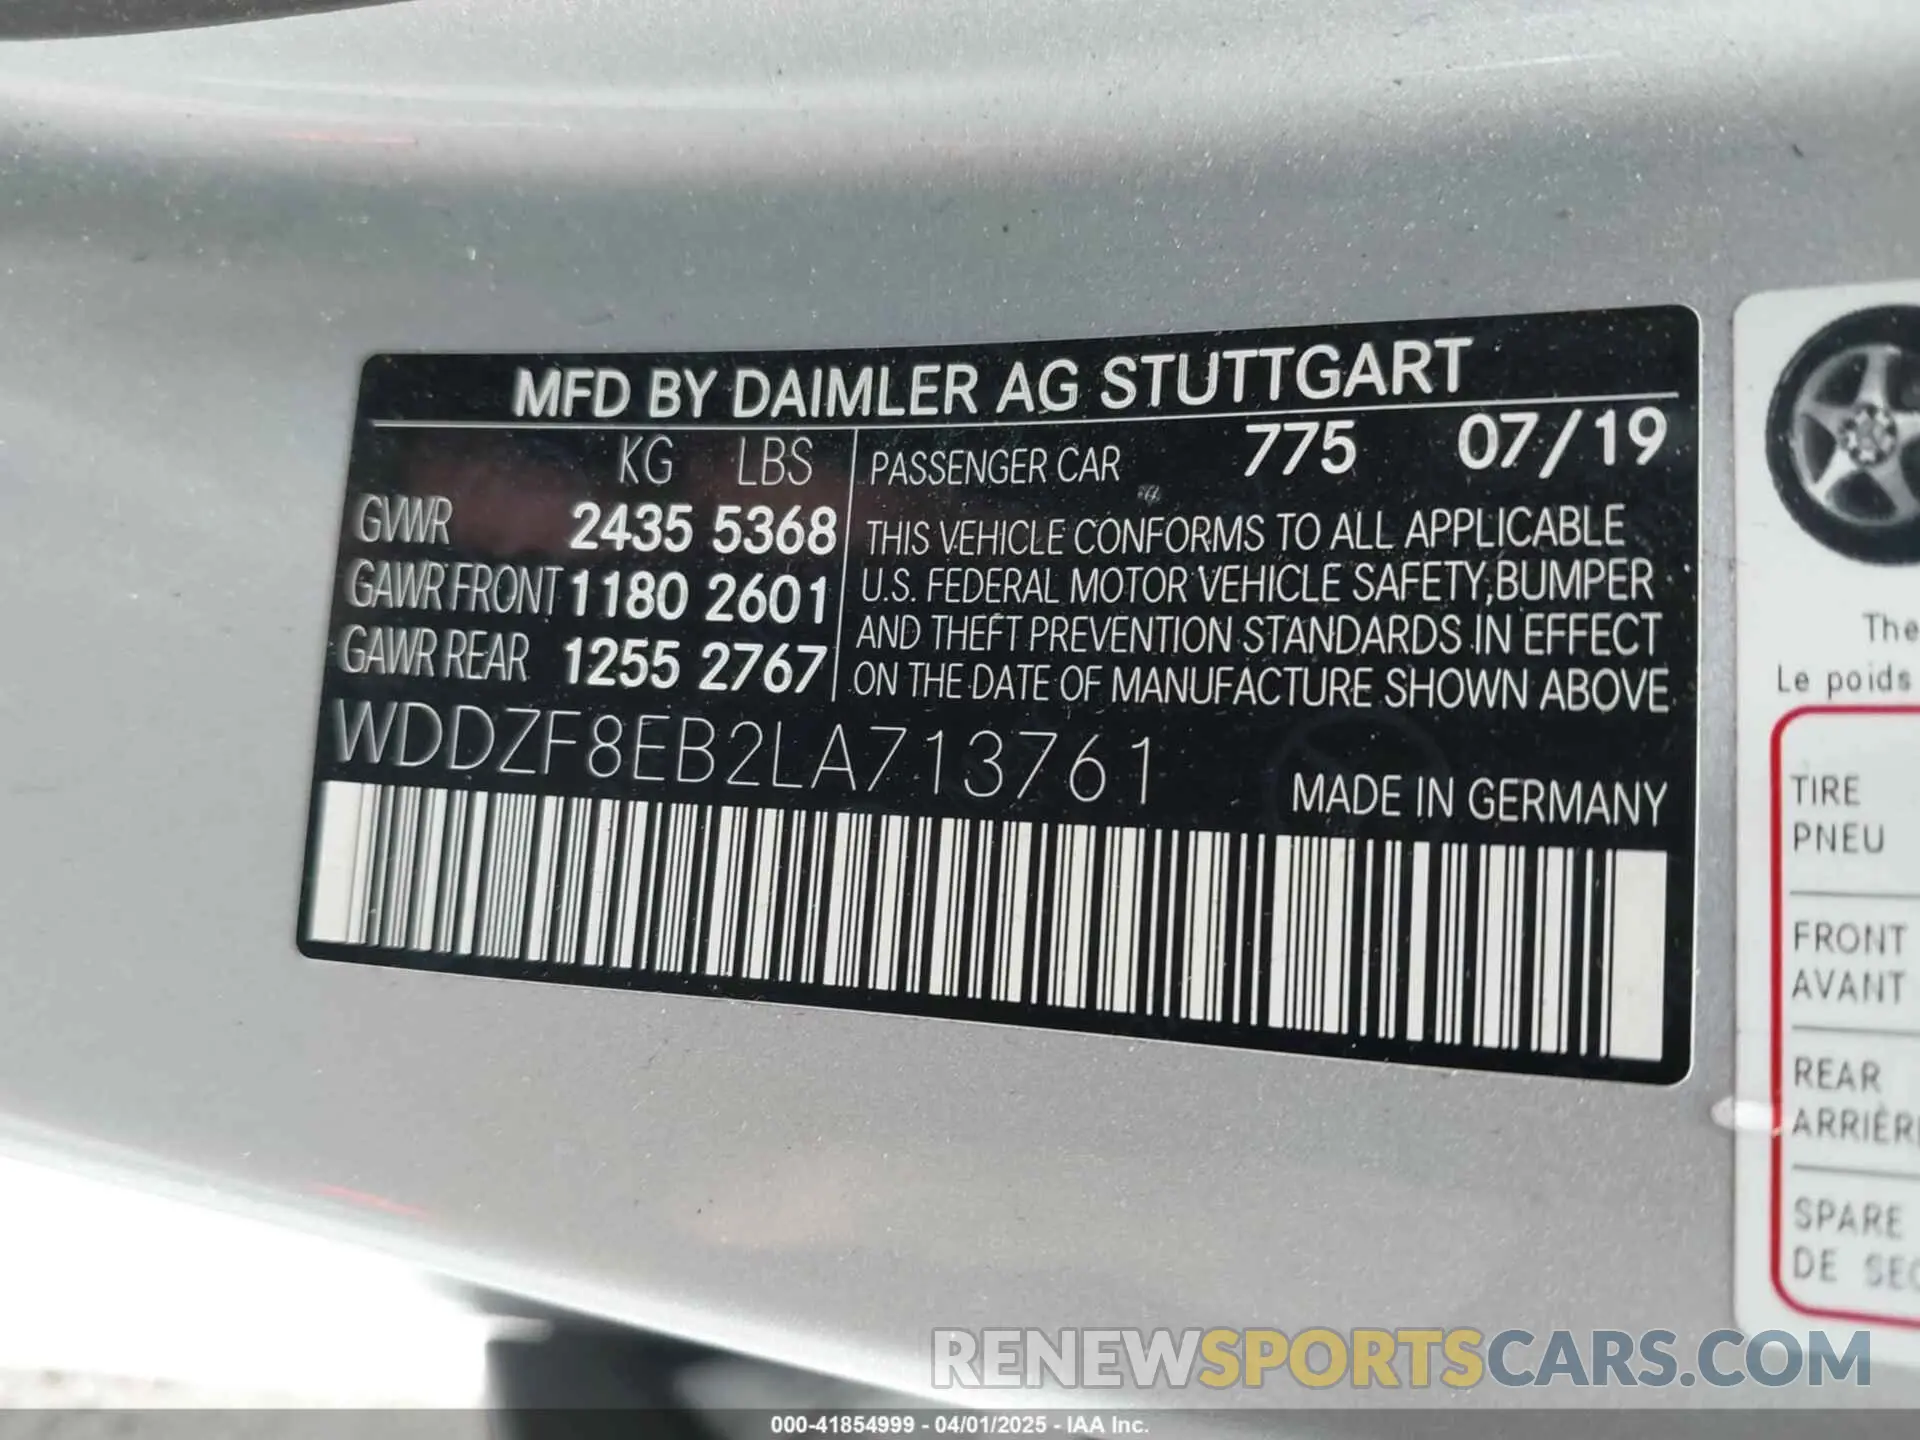 MFD BY DAIMLER AG STUTTGART
KG LBS
GVWR 2435 5368
GAWR FRONT 1180 2601
GAWR REAR 1255 2767
PASSENGER CAR 775 07/19
THIS VEHICLE CONFORMS TO ALL APPLICABLE
U.S. FEDERAL MOTOR VEHICLE SAFETY, BUMPER
AND THEFT PREVENTION STANDARDS IN EFFECT
ON THE DATE OF MANUFACTURE SHOWN ABOVE
WDDZF8EB2LA713761
MADE IN GERMANY
The
Le poids
TIRE
PNEU
FRONT
AVANT
REAR
ARRIÈR
SPARE
DE SEC
RENEWSPORTSCARS.COM
000-41854999 - 04/01/2025 - IAA Inc.